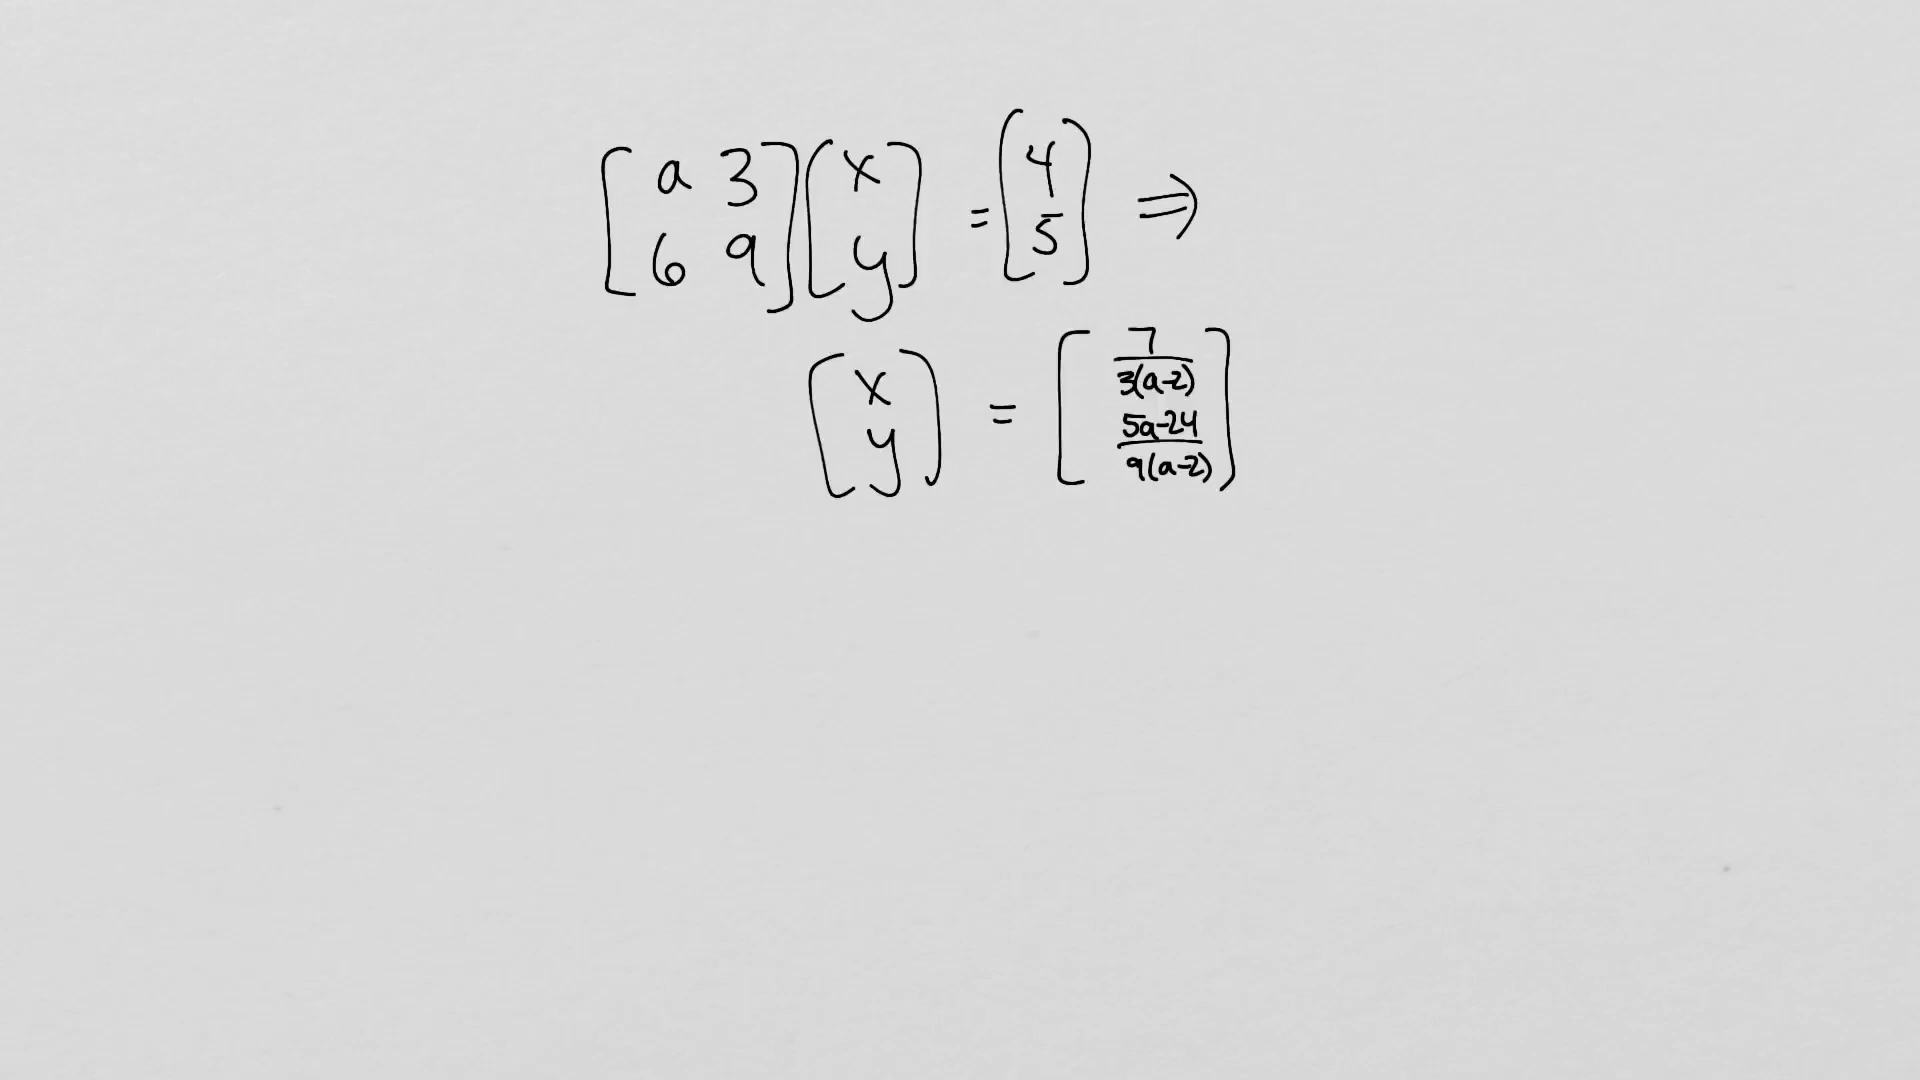 [a 3; 6 9][x; y] = [4; 5] ⇒
[x; y] = [7/3(a-2); 5a-24/9(a-2)]